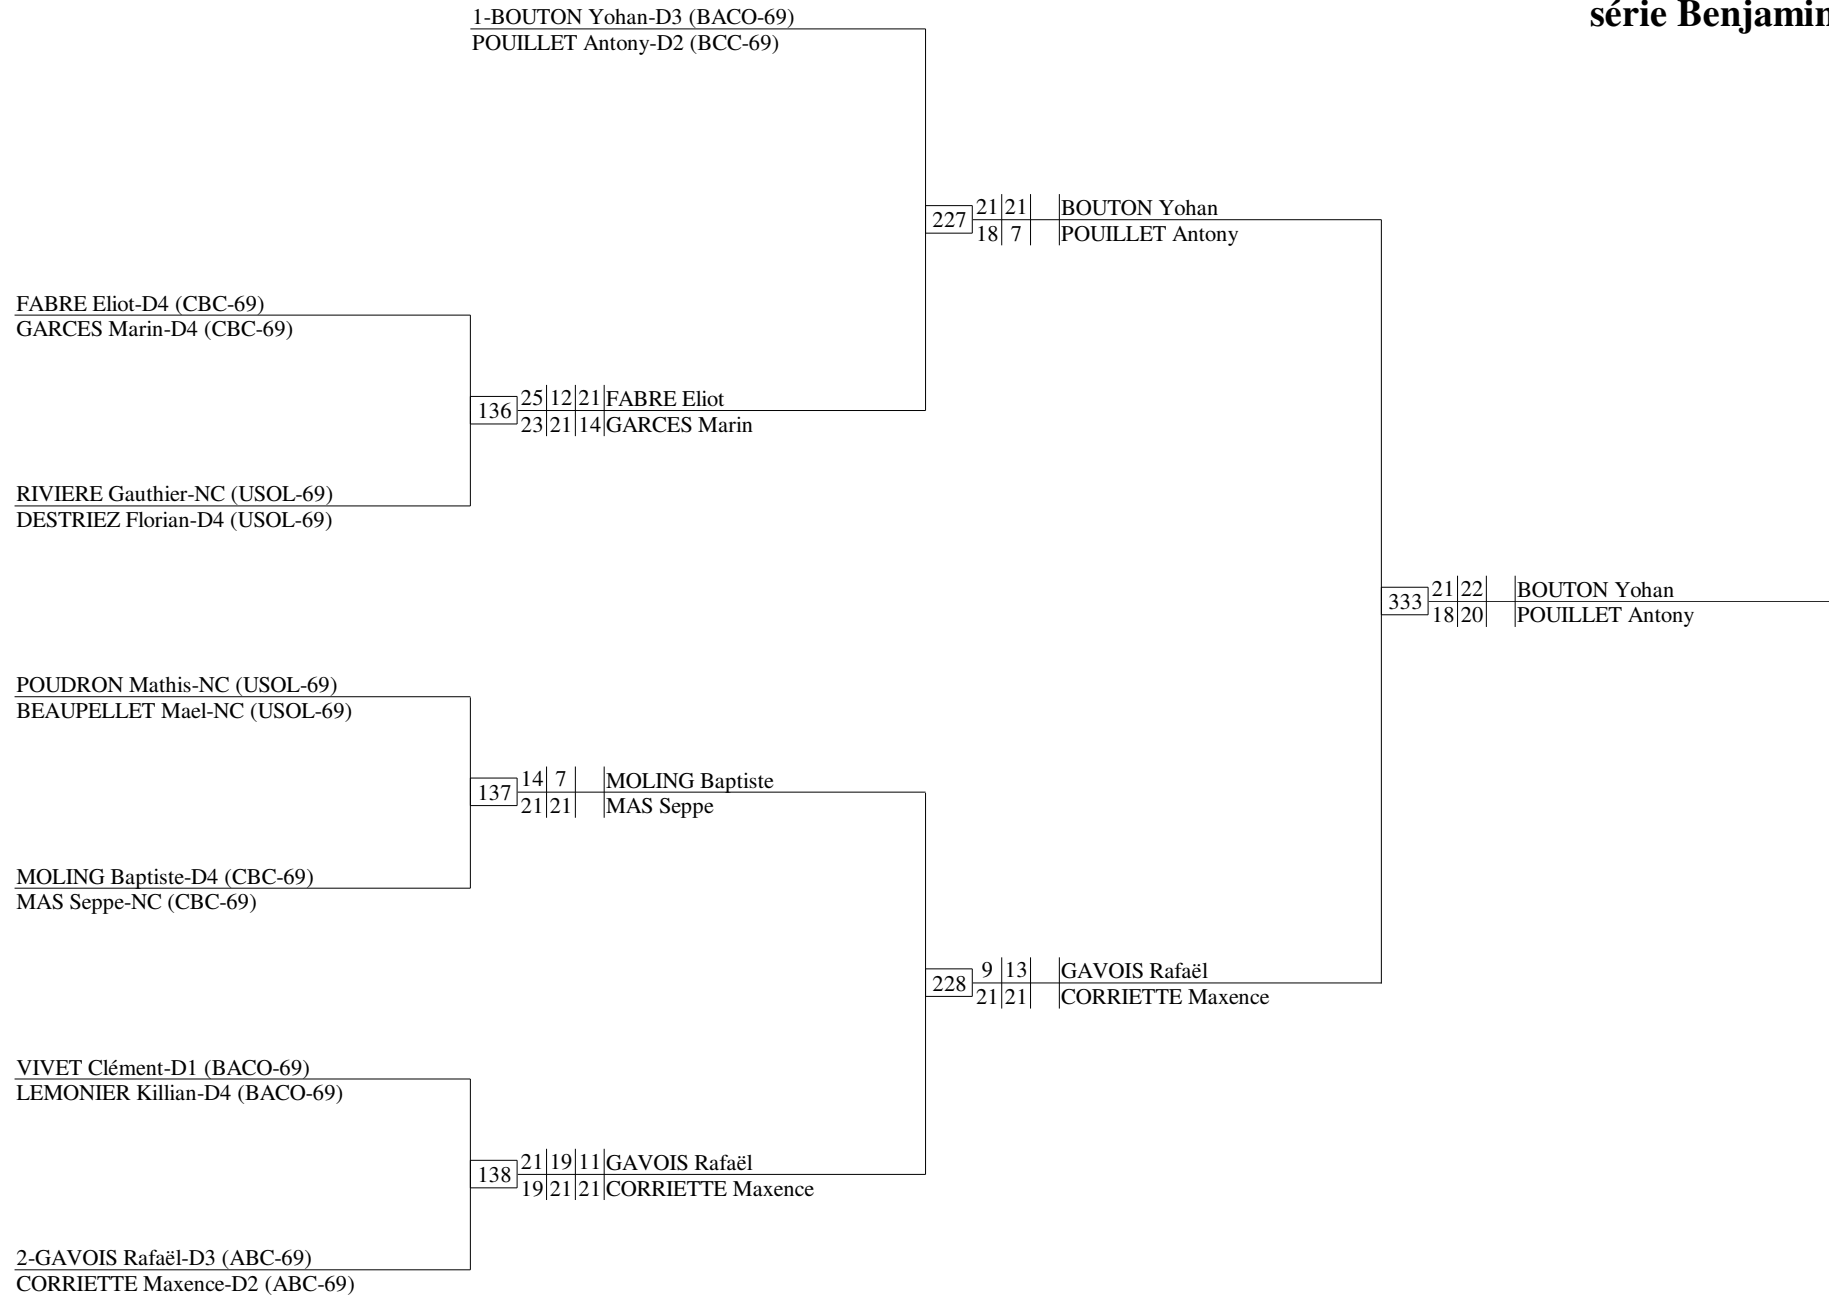 série Benjamin
1-BOUTON Yohan-D3 (BACO-69)
POUILLET Antony-D2 (BCC-69)
227 21 21 BOUTON Yohan
18 7 POUILLET Antony
FABRE Eliot-D4 (CBC-69)
GARCES Marin-D4 (CBC-69)
136 25 12 21 FABRE Eliot
23 21 14 GARCES Marin
RIVIERE Gauthier-NC (USOL-69)
DESTRIEZ Florian-D4 (USOL-69)
333 21 22 BOUTON Yohan
18 20 POUILLET Antony
POUDRON Mathis-NC (USOL-69)
BEAUPELLET Mael-NC (USOL-69)
137 14 7 MOLING Baptiste
21 21 MAS Seppe
MOLING Baptiste-D4 (CBC-69)
MAS Seppe-NC (CBC-69)
228 9 13 GAVOIS Rafaël
21 21 CORRIETTE Maxence
VIVET Clément-D1 (BACO-69)
LEMONIER Killian-D4 (BACO-69)
138 21 19 11 GAVOIS Rafaël
19 21 21 CORRIETTE Maxence
2-GAVOIS Rafaël-D3 (ABC-69)
CORRIETTE Maxence-D2 (ABC-69)